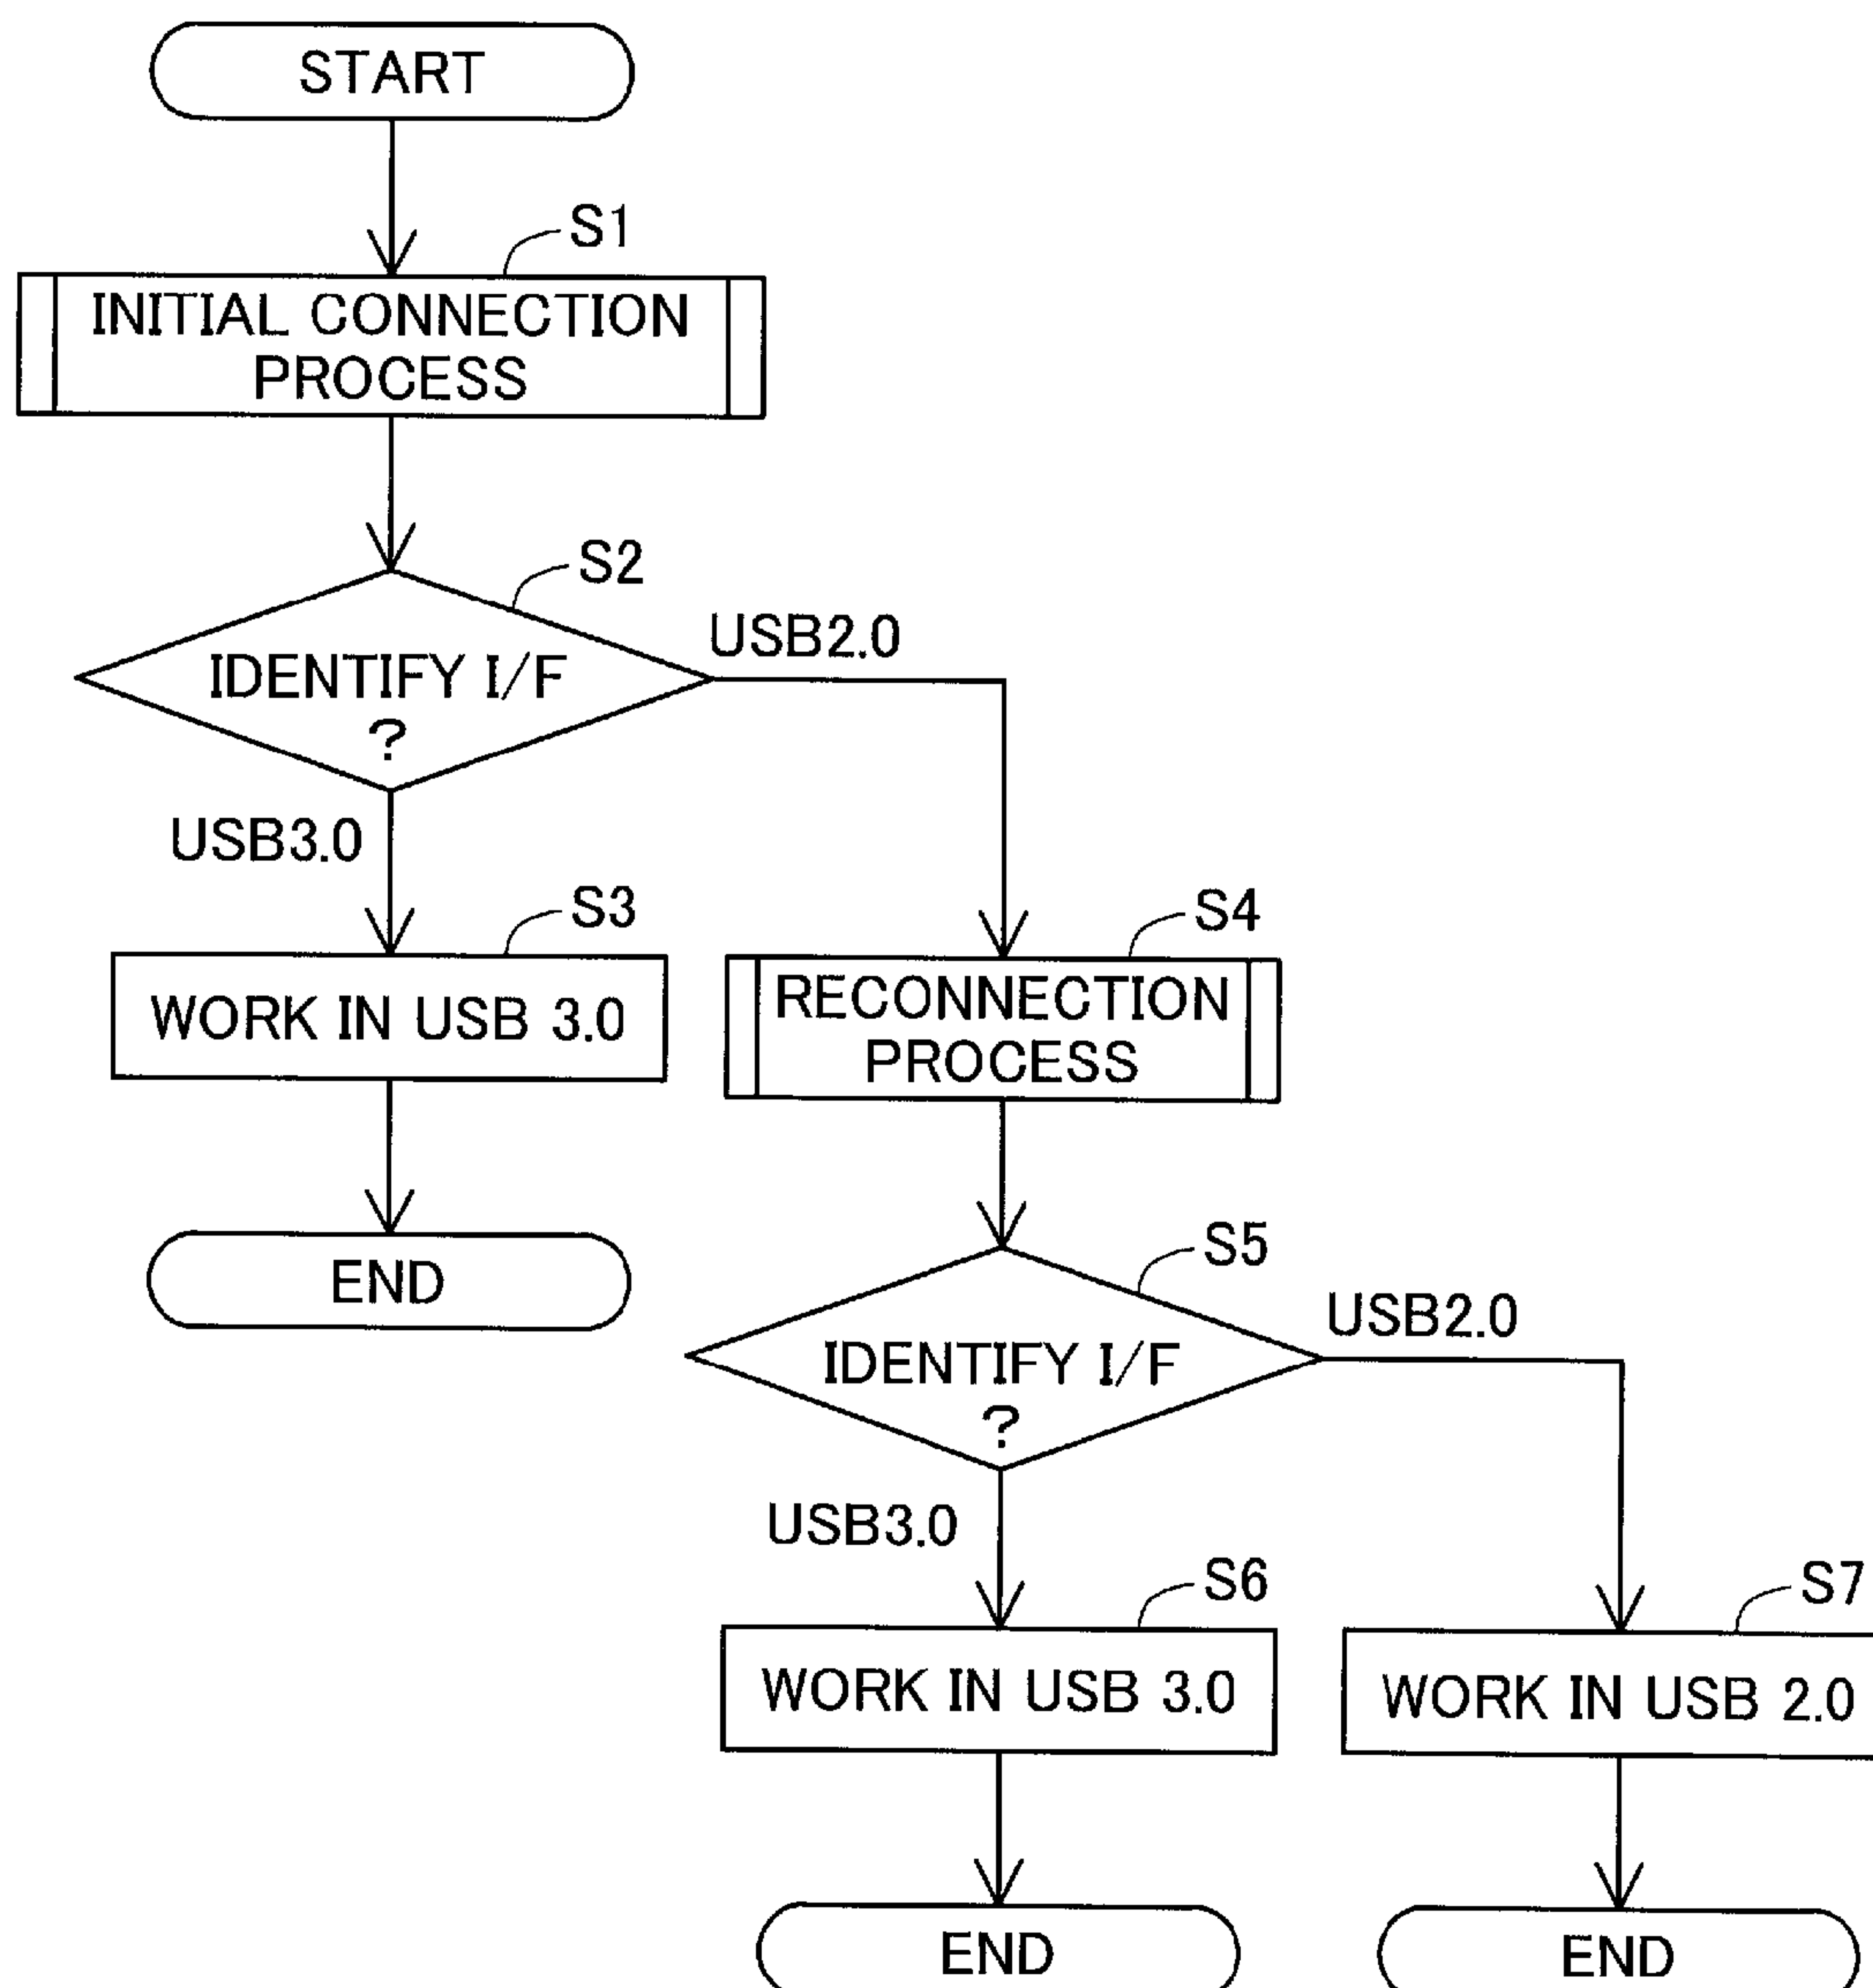 START
S1
INITIAL CONNECTION
PROCESS
S2
IDENTIFY I/F
?
USB2.0
USB3.0
S3
WORK IN USB 3.0
END
S4
RECONNECTION
PROCESS
S5
IDENTIFY I/F
?
USB2.0
USB3.0
S6
WORK IN USB 3.0
END
S7
WORK IN USB 2.0
END